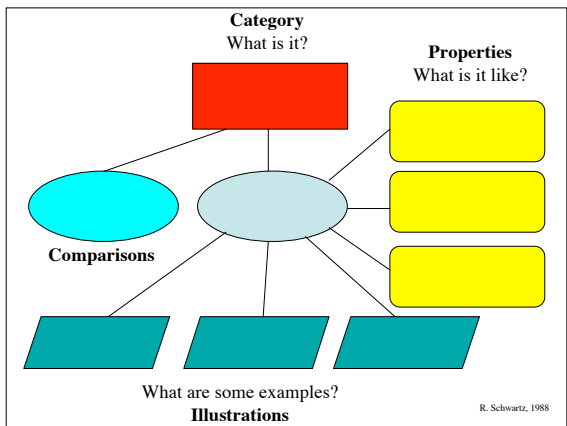 Category
What is it?
Properties
What is it like?
Comparisons
What are some examples?
Illustrations
R. Schwartz, 1988